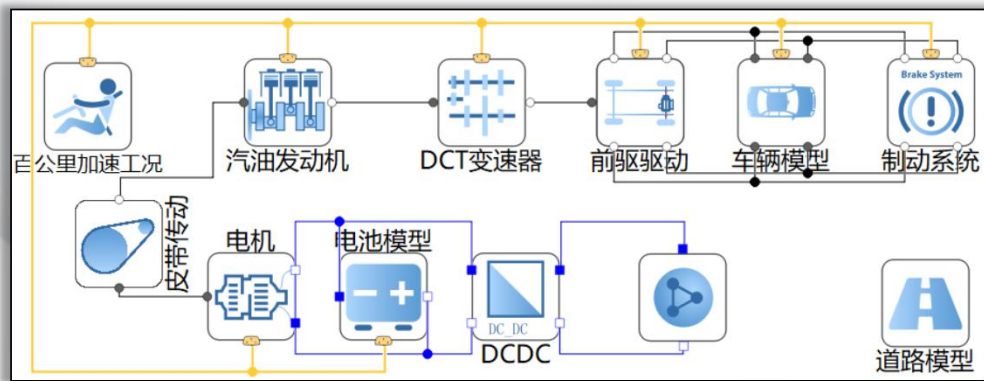 Brake System
百公里加速工况
汽油发动机
DCT变速器
前驱驱动
车辆模型
制动系统
皮带传动
电机
电池模型
DC_DC
DCDC
道路模型